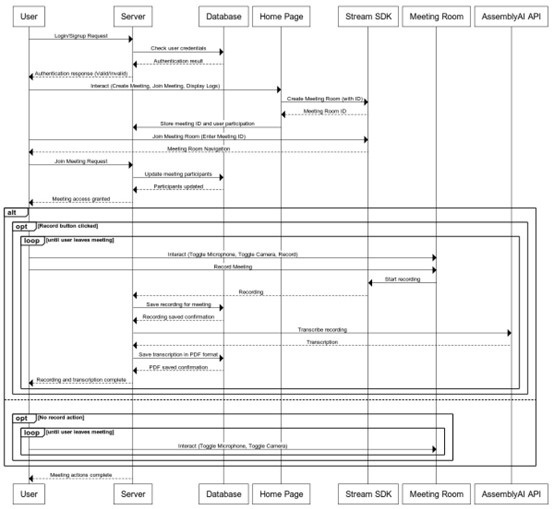 User Server Database Home Page Stream SDK Meeting Room AssemblyAI API
Login/Signup Request
Check user credentials
Authentication result
Authentication response (Valid/Invalid)
Interact (Create Meeting, Join Meeting, Display Logs)
Create Meeting Room (with ID)
Meeting Room ID
Store meeting ID and user participation
Join Meeting Room (Enter Meeting ID)
Meeting Room Navigation
Join Meeting Request
Update meeting participants
Participants updated
Meeting access granted
alt
opt [Record button clicked]
loop [until user leaves meeting]
Interact (Toggle Microphone, Toggle Camera, Record)
Record Meeting
Start recording
Recording
Save recording for meeting
Recording saved confirmation
Transcribe recording
Transcription
Save transcription in PDF format
PDF saved confirmation
Recording and transcription complete
opt [No record action]
loop [until user leaves meeting]
Interact (Toggle Microphone, Toggle Camera)
Meeting actions complete
User Server Database Home Page Stream SDK Meeting Room AssemblyAI API